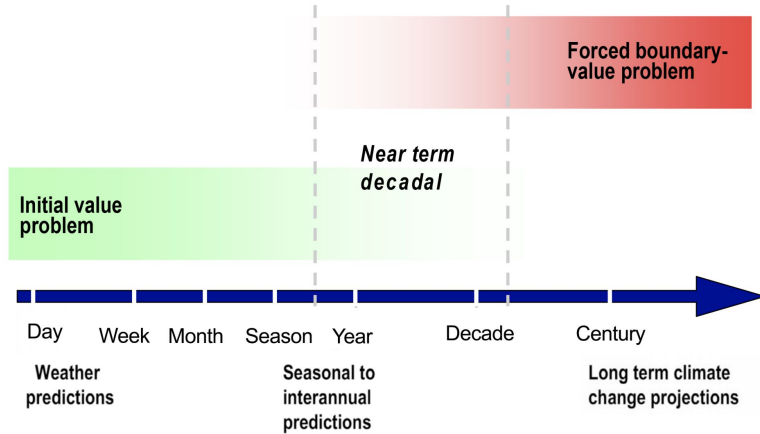 Forced boundary-
value problem
Near term
decadal
Initial value
problem
Day
Week
Month
Season
Year
Decade
Century
Weather
predictions
Seasonal to
interannual
predictions
Long term climate
change projections